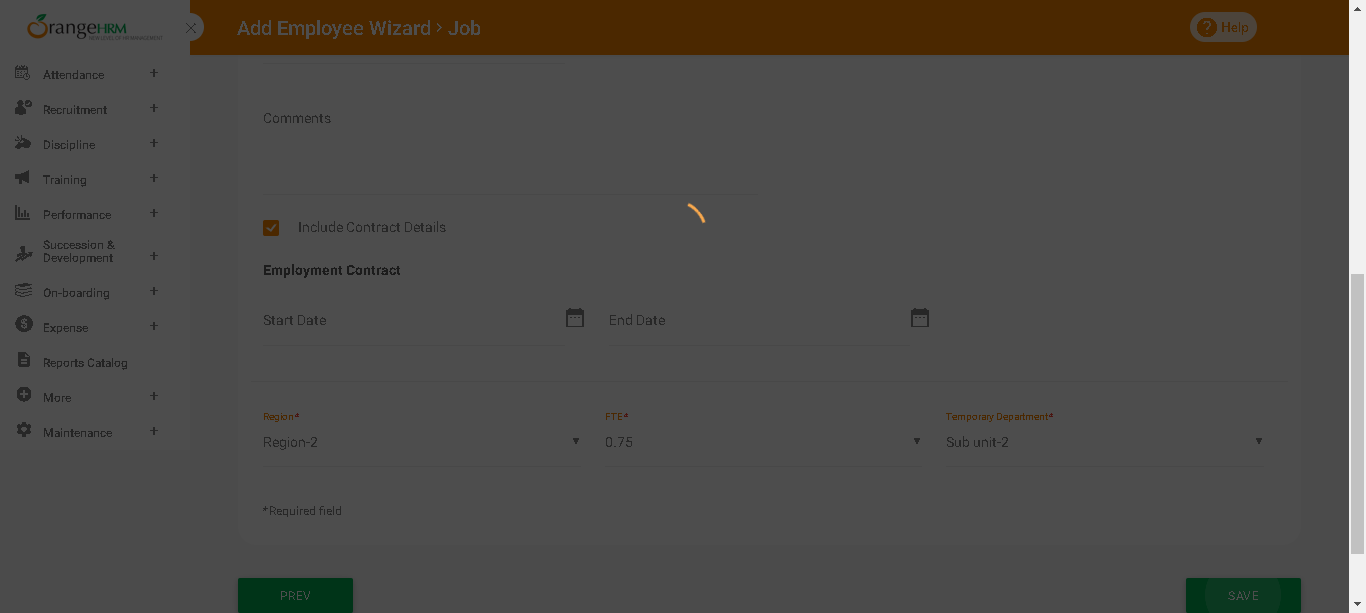 OrangeHRM
Add Employee Wizard > Job
Help
Attendance
Recruitment
Discipline
Training
Performance
Succession &
Development
On-boarding
Expense
Reports Catalog
More
Maintenance
Comments
Include Contract Details
Employment Contract
Start Date
End Date
Region*
FTE*
Temporary Department*
Region-2
0.75
Sub unit-2
*Required field
PREV
SAVE